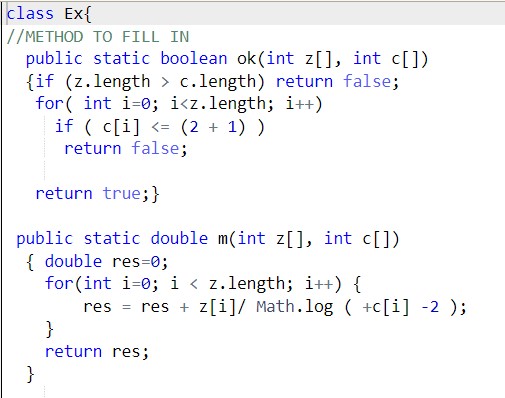 class Ex{
//METHOD TO FILL IN
public static boolean ok(int z[], int c[])
{if (z.length > c.length) return false;
for( int i=0; i<z.length; i++)
if ( c[i] <= (2 + 1) )
return false;
return true;}
public static double m(int z[], int c[])
{ double res=0;
for(int i=0; i < z.length; i++) {
res = res + z[i]/ Math.log ( +c[i] -2 );
}
return res;
}